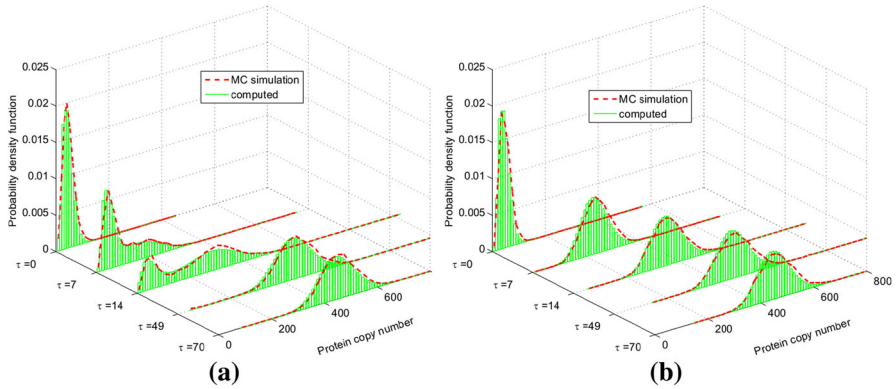 0.025
0.02
0.015
0.01
0.005
0
Probability density function
MC simulation
computed
τ =0
τ =7
τ =14
τ =49
τ =70
0
200
400
600
Protein copy number
(a)
0.025
0.02
0.015
0.01
0.005
0
Probability density function
MC simulation
computed
τ =0
τ =7
τ =14
τ =49
τ =70
0
200
400
600
800
Protein copy number
(b)